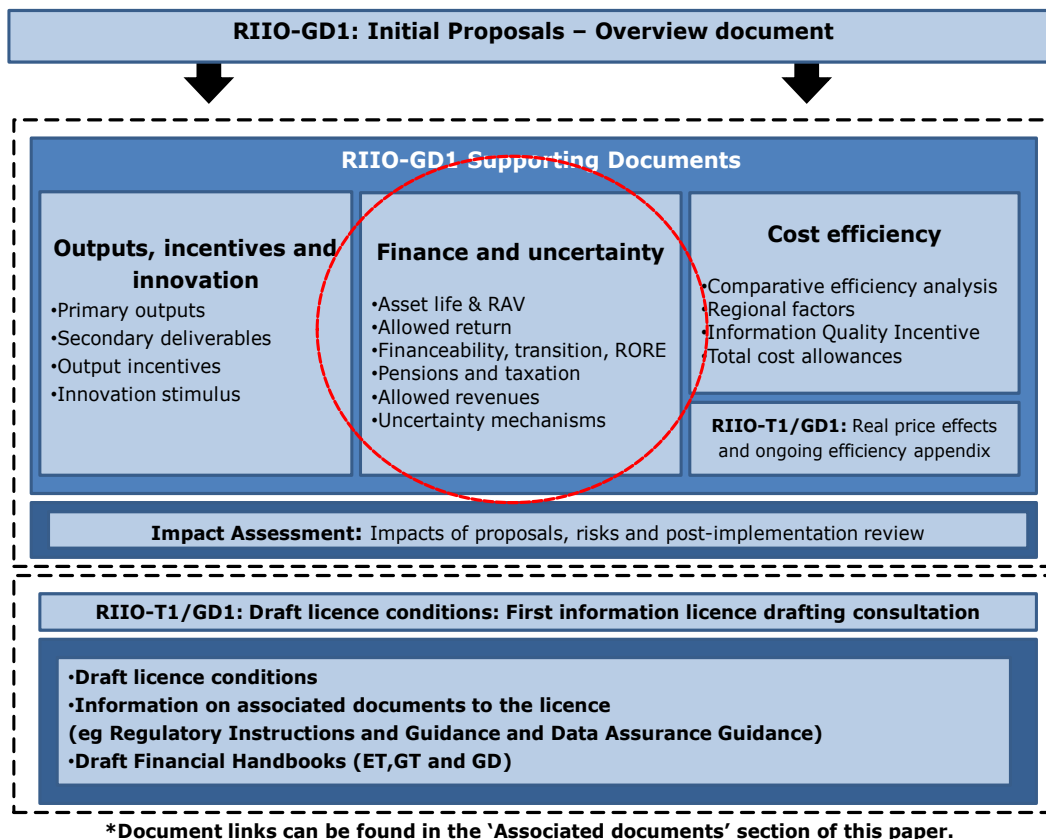 RIIO-GD1: Initial Proposals – Overview document
RIIO-GD1 Supporting Documents
Outputs, incentives and
innovation
•Primary outputs
•Secondary deliverables
•Output incentives
•Innovation stimulus
Finance and uncertainty
•Asset life & RAV
•Allowed return
•Financeability, transition, RORE
•Pensions and taxation
•Allowed revenues
•Uncertainty mechanisms
Cost efficiency
•Comparative efficiency analysis
•Regional factors
•Information Quality Incentive
•Total cost allowances
RIIO-T1/GD1: Real price effects
and ongoing efficiency appendix
Impact Assessment: Impacts of proposals, risks and post-implementation review
RIIO-T1/GD1: Draft licence conditions: First information licence drafting consultation
•Draft licence conditions
•Information on associated documents to the licence
(eg Regulatory Instructions and Guidance and Data Assurance Guidance)
•Draft Financial Handbooks (ET,GT and GD)
*Document links can be found in the ‘Associated documents’ section of this paper.